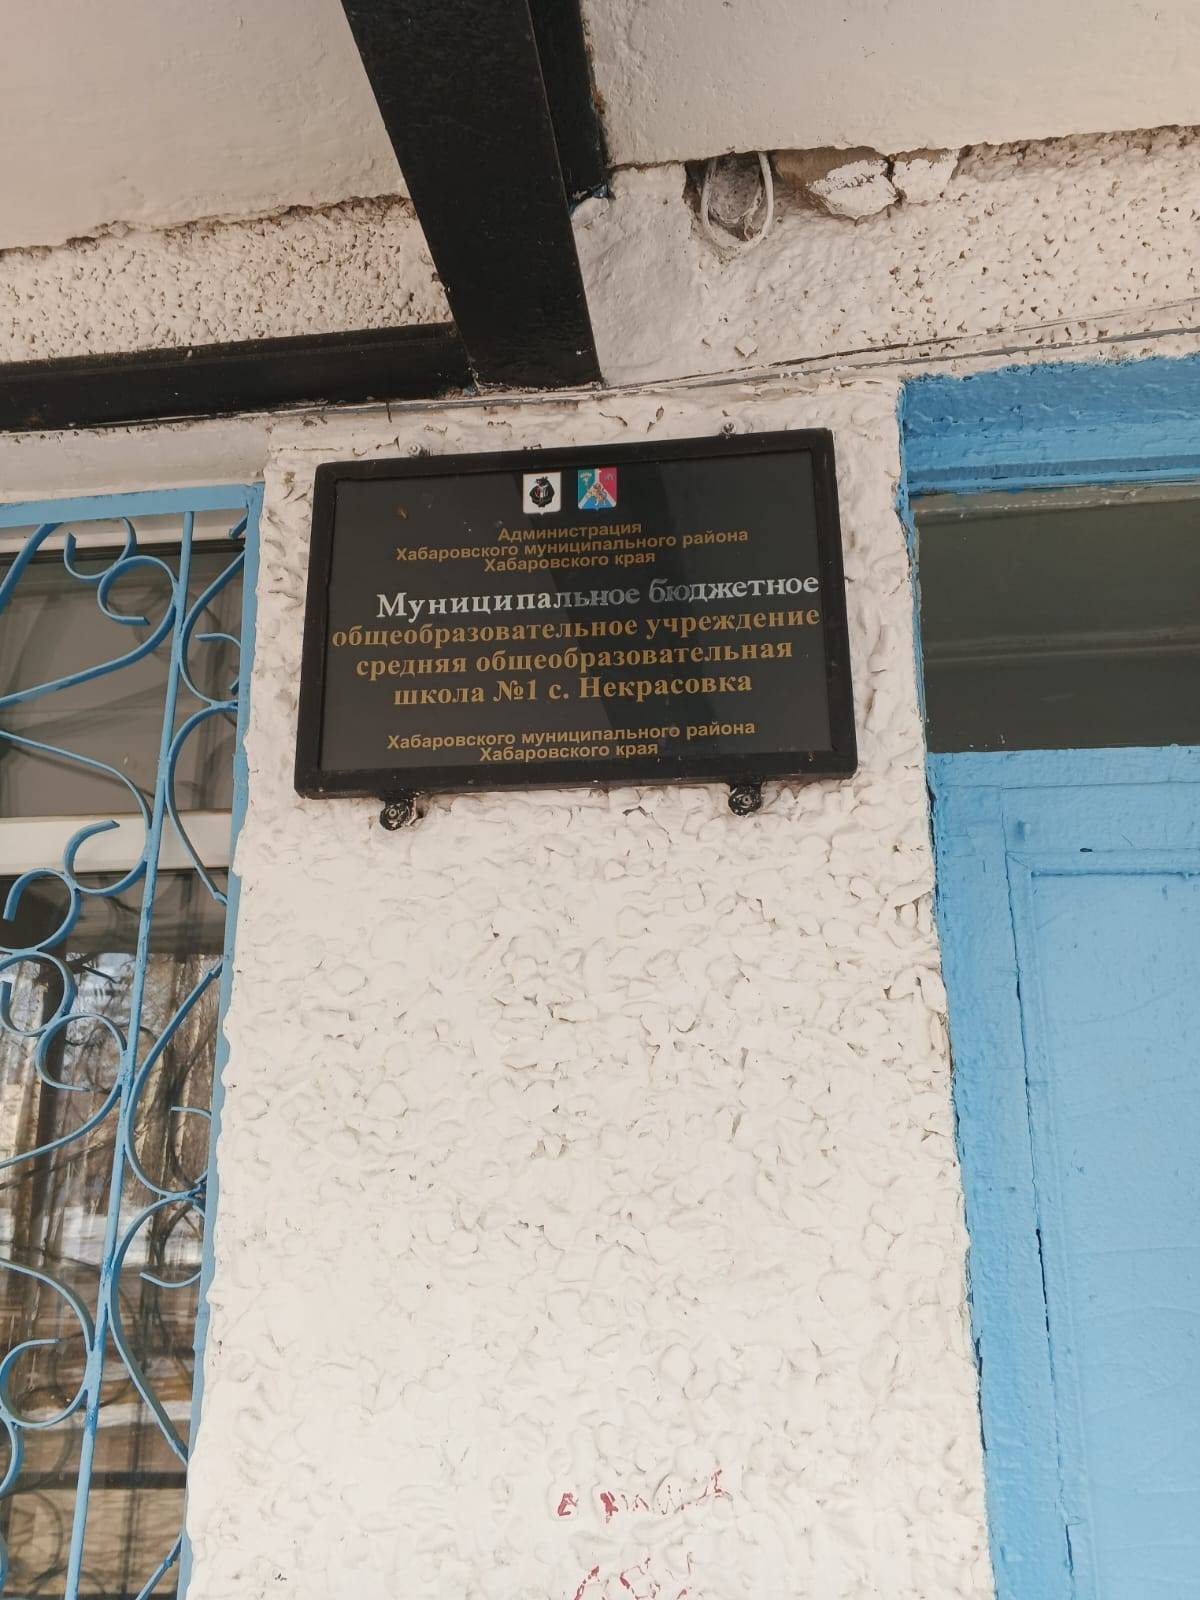 Администрация
Хабаровского муниципального района
Хабаровского края
Муниципальное бюджетное
общеобразовательное учреждение
средняя общеобразовательная
школа №1 с. Некрасовка
Хабаровского муниципального района
Хабаровского края